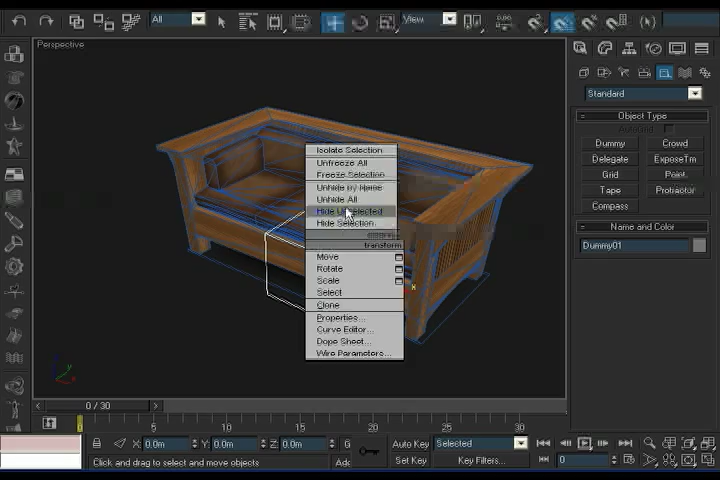 All
View
Perspective
Standard
Object Type
AutoGrid
Dummy Crowd
Delegate ExposeTm
Grid Point
Tape Protractor
Compass
Name and Color
Dummy01
Isolate Selection
Unfreeze All
Freeze Selection
Unhide by Name
Unhide All
Hide Unselected
Hide Selection
transform
Move
Rotate
Scale
Select
Clone
Properties...
Curve Editor...
Dope Sheet...
Wire Parameters...
x
0 / 30
0 5 10 15 20 25 30
X: 0.0m Y: 0.0m Z: 0.0m G
Auto Key Selected
Click and drag to select and move objects
Adc
Set Key Key Filters...
0